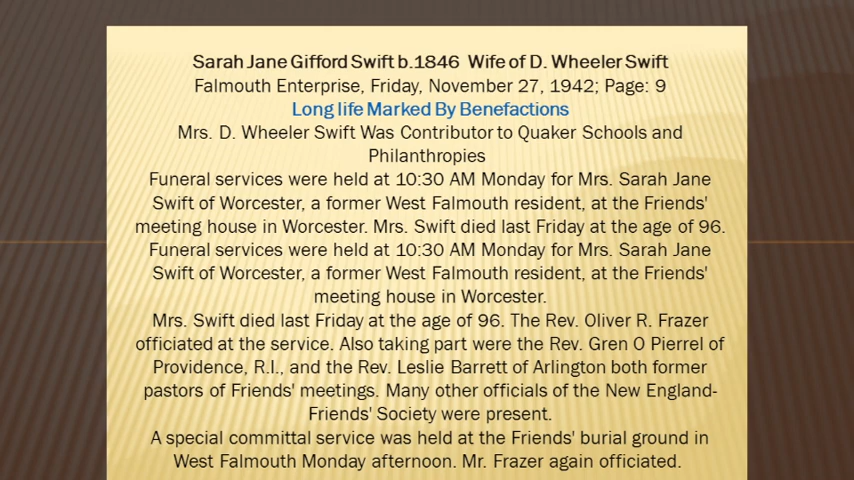 Sarah Jane Gifford Swift b.1846 Wife of D. Wheeler Swift
Falmouth Enterprise, Friday, November 27, 1942; Page: 9
Long life Marked By Benefactions
Mrs. D. Wheeler Swift Was Contributor to Quaker Schools and
Philanthropies
Funeral services were held at 10:30 AM Monday for Mrs. Sarah Jane
Swift of Worcester, a former West Falmouth resident, at the Friends'
meeting house in Worcester. Mrs. Swift died last Friday at the age of 96.
Funeral services were held at 10:30 AM Monday for Mrs. Sarah Jane
Swift of Worcester, a former West Falmouth resident, at the Friends'
meeting house in Worcester.
Mrs. Swift died last Friday at the age of 96. The Rev. Oliver R. Frazer
officiated at the service. Also taking part were the Rev. Gren O Pierrel of
Providence, R.I., and the Rev. Leslie Barrett of Arlington both former
pastors of Friends' meetings. Many other officials of the New England-
Friends' Society were present.
A special committal service was held at the Friends' burial ground in
West Falmouth Monday afternoon. Mr. Frazer again officiated.